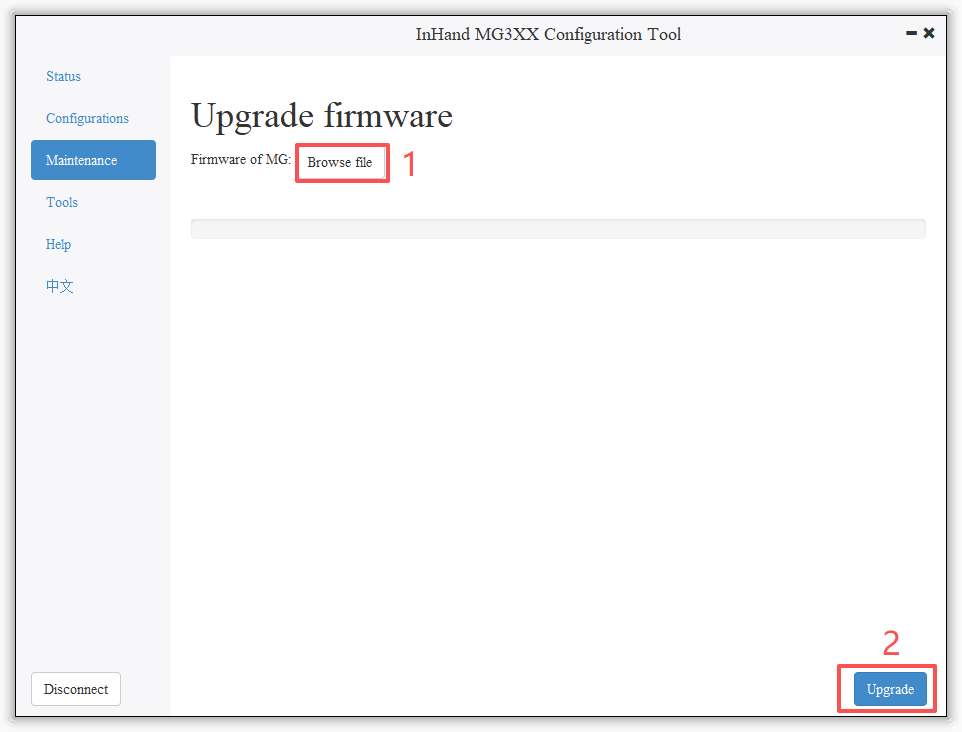 InHand MG3XX Configuration Tool
Status
Configurations
Maintenance
Tools
Help
中文
Upgrade firmware
Firmware of MG: Browse file 1
2
Disconnect
Upgrade